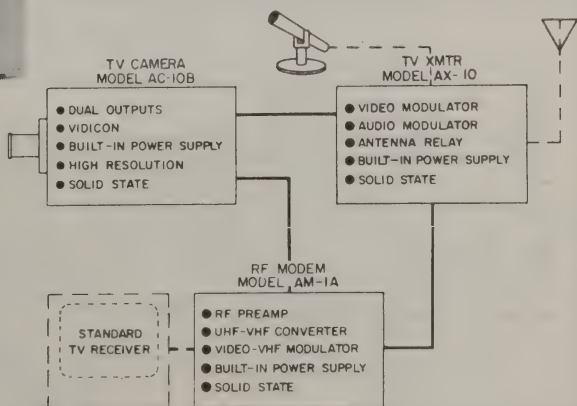 TV CAMERA
MODEL AC-10B
● DUAL OUTPUTS
● VIDICON
● BUILT-IN POWER SUPPLY
● HIGH RESOLUTION
● SOLID STATE
TV XMTR
MODEL AX-10
● VIDEO MODULATOR
● AUDIO MODULATOR
● ANTENNA RELAY
● BUILT-IN POWER SUPPLY
● SOLID STATE
RF MODEM
MODEL AM-1A
● RF PREAMP
● UHF-VHF CONVERTER
● VIDEO-VHF MODULATOR
● BUILT-IN POWER SUPPLY
● SOLID STATE
STANDARD
TV RECEIVER